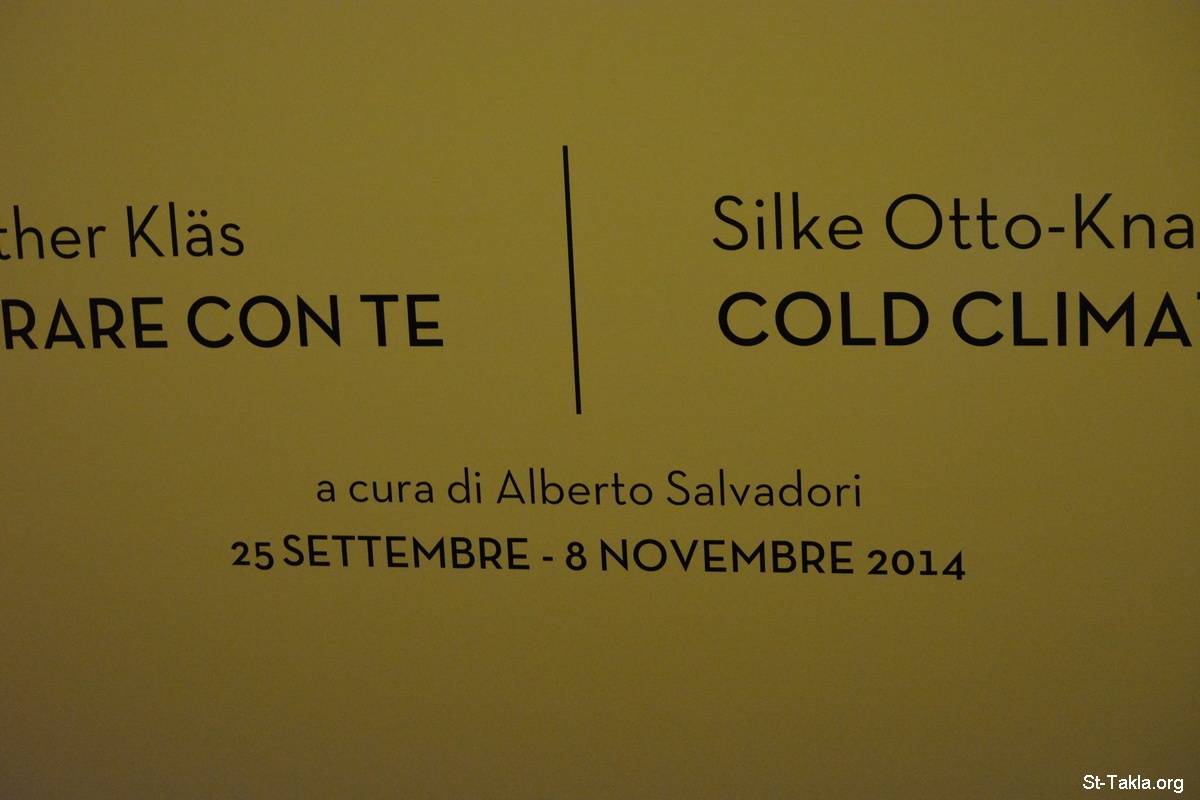 ther Kläs
RARE CON TE
Silke Otto-Kna
COLD CLIMAT
a cura di Alberto Salvadori
25 SETTEMBRE - 8 NOVEMBRE 2014
St-Takla.org